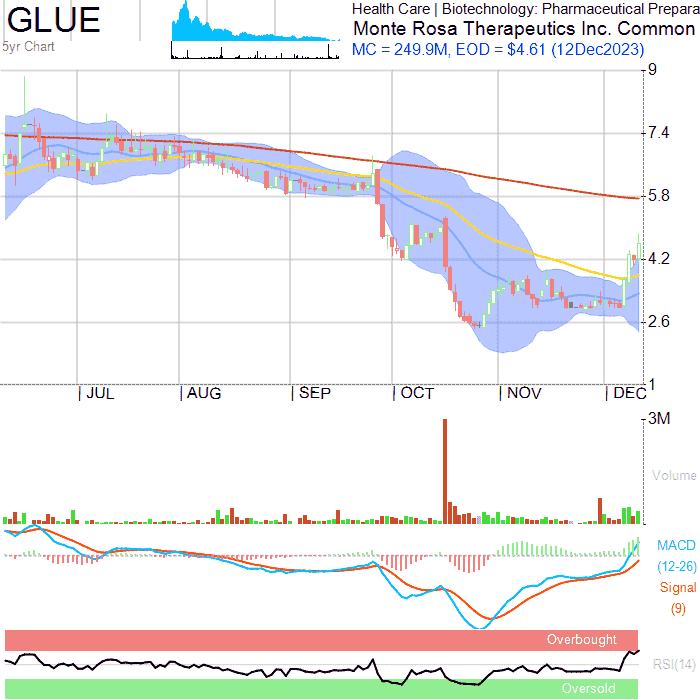 GLUE
5yr Chart
Health Care | Biotechnology: Pharmaceutical Prepara
Monte Rosa Therapeutics Inc. Common
MC = 249.9M, EOD = $4.61 (12Dec2023)
9
7.4
5.8
4.2
2.6
1
| JUL | AUG | SEP | OCT | NOV | DEC
3M
Volume
MACD
(12-26)
Signal
(9)
Overbought
RSI(14)
Oversold